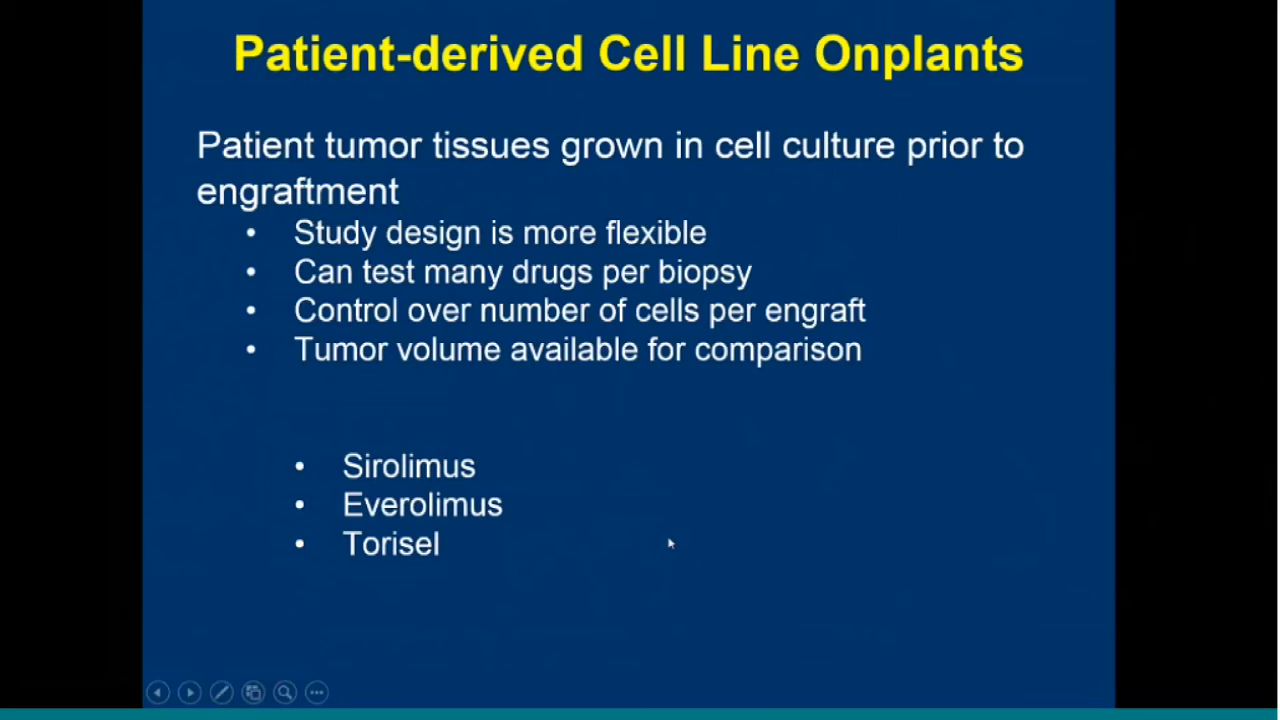 Patient-derived Cell Line Onplants
Patient tumor tissues grown in cell culture prior to
engraftment
• Study design is more flexible
• Can test many drugs per biopsy
• Control over number of cells per engraft
• Tumor volume available for comparison
• Sirolimus
• Everolimus
• Torisel